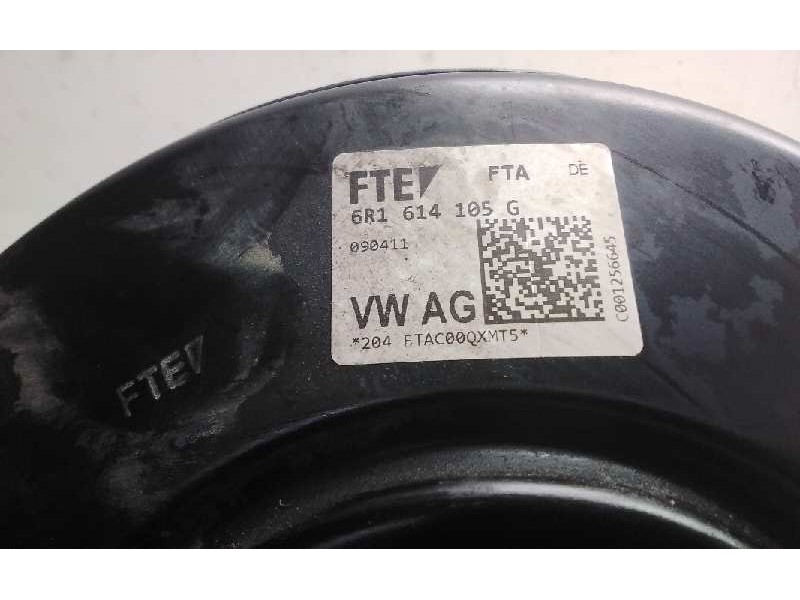 FTE FTA DE
6R1 614 105 G
090411
VW AG
*204 FTAC00QXMT5*
C001256645
FTE